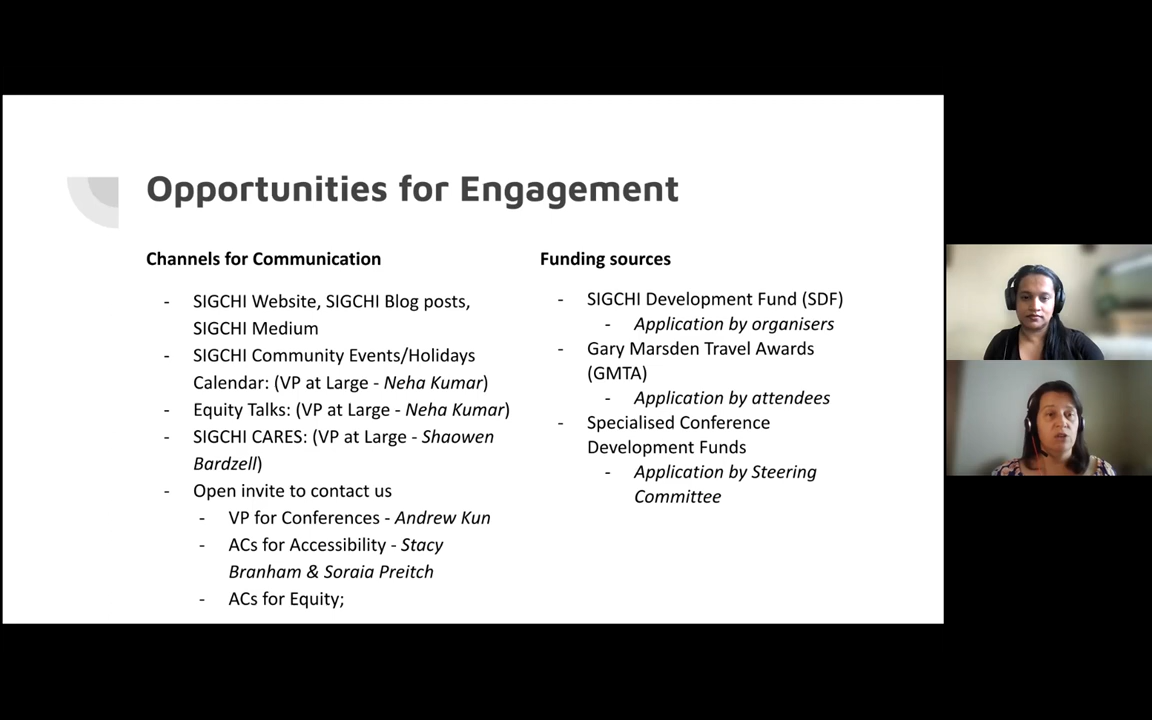 Opportunities for Engagement
Channels for Communication
- SIGCHI Website, SIGCHI Blog posts,
SIGCHI Medium
- SIGCHI Community Events/Holidays
Calendar: (VP at Large - Neha Kumar)
- Equity Talks: (VP at Large - Neha Kumar)
- SIGCHI CARES: (VP at Large - Shaowen
Bardzell)
- Open invite to contact us
- VP for Conferences - Andrew Kun
- ACs for Accessibility - Stacy
Branham & Soraia Preitch
- ACs for Equity;
Funding sources
- SIGCHI Development Fund (SDF)
- Application by organisers
- Gary Marsden Travel Awards
(GMTA)
- Application by attendees
- Specialised Conference
Development Funds
- Application by Steering
Committee